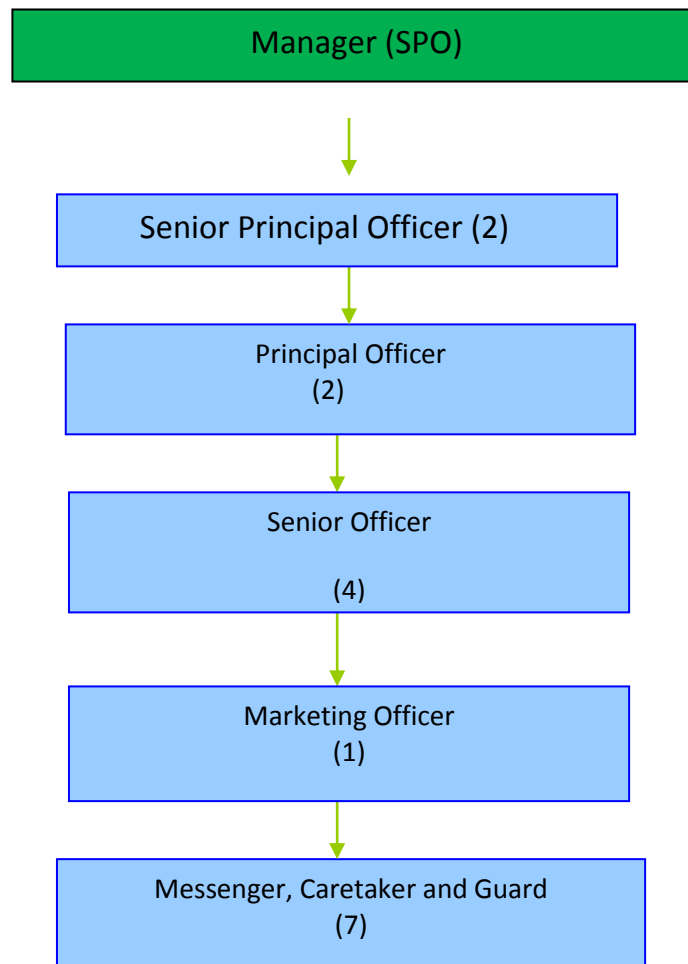 Manager (SPO)
Senior Principal Officer (2)
Principal Officer
(2)
Senior Officer
(4)
Marketing Officer
(1)
Messenger, Caretaker and Guard
(7)